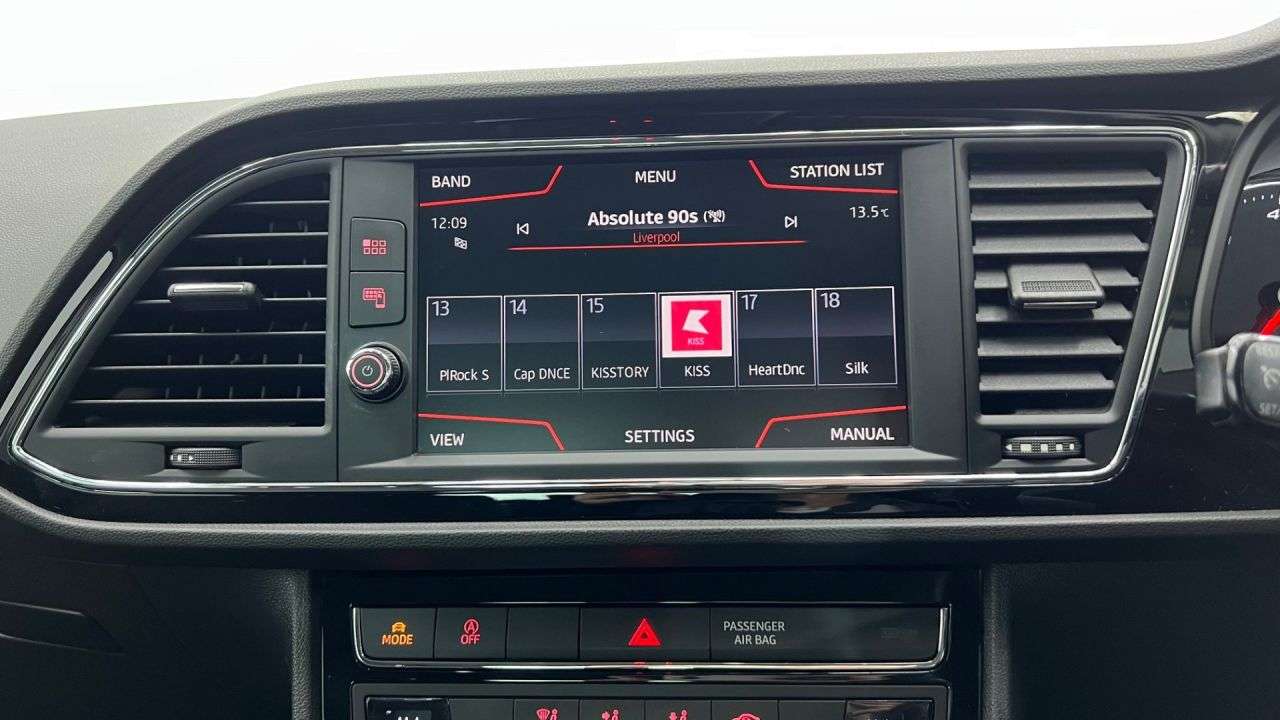 BAND
MENU
STATION LIST
12:09
Absolute 90s
13.5°C
Liverpool
13
14
15
17
18
KISS
PlRock S
Cap DNCE
KISSTORY
KISS
HeartDnc
Silk
VIEW
SETTINGS
MANUAL
MODE
A
OFF
PASSENGER
AIR BAG